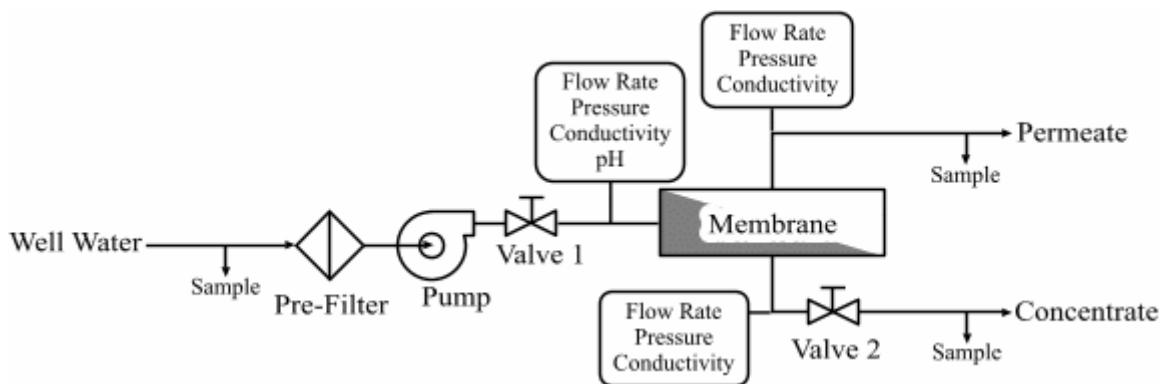 Flow Rate
Pressure
Conductivity
Flow Rate
Pressure
Conductivity
pH
Permeate
Sample
Membrane
Well Water
Valve 1
Sample
Pre-Filter
Pump
Flow Rate
Pressure
Conductivity
Concentrate
Valve 2
Sample